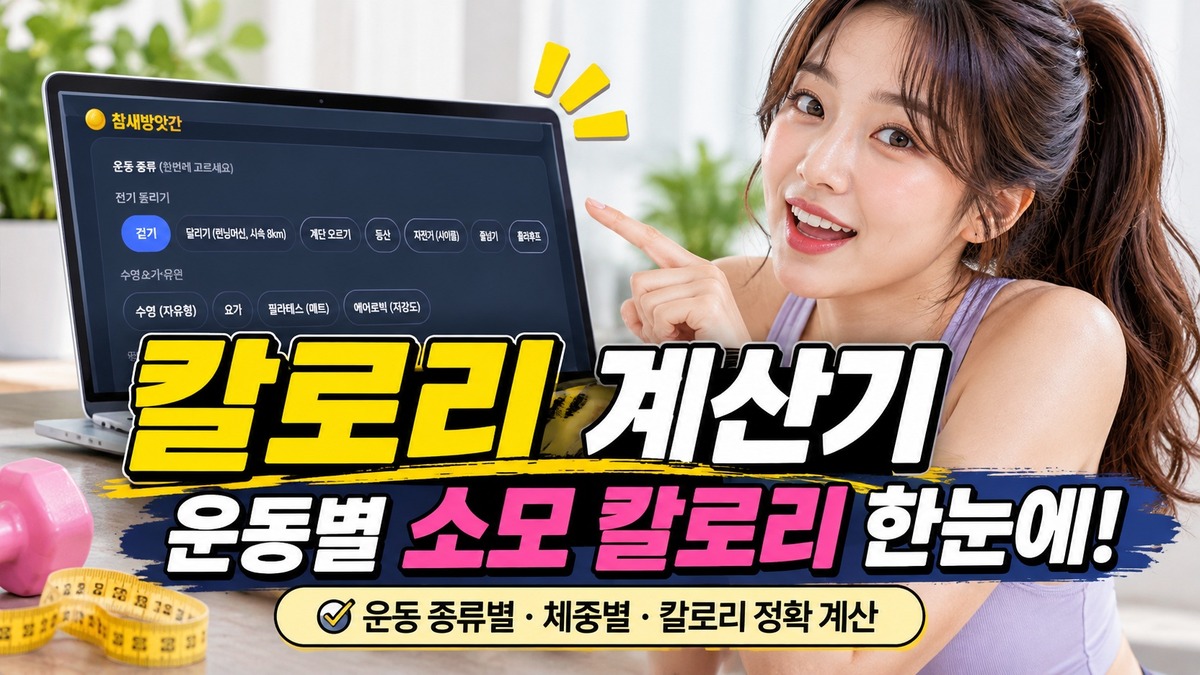 참새방앗간
운동 종류 (한번에 고르세요)
전기 돌리기
걷기 달리기 (런닝머신, 시속 8km) 계단 오르기 등산 자전거 (사이클) 줄넘기 훌라후프
수영요가·유연
수영 (자유형) 요가 필라테스 (매트) 에어로빅 (저강도)
칼로리 계산기
운동별 소모 칼로리 한눈에!
운동 종류별 · 체중별 · 칼로리 정확 계산